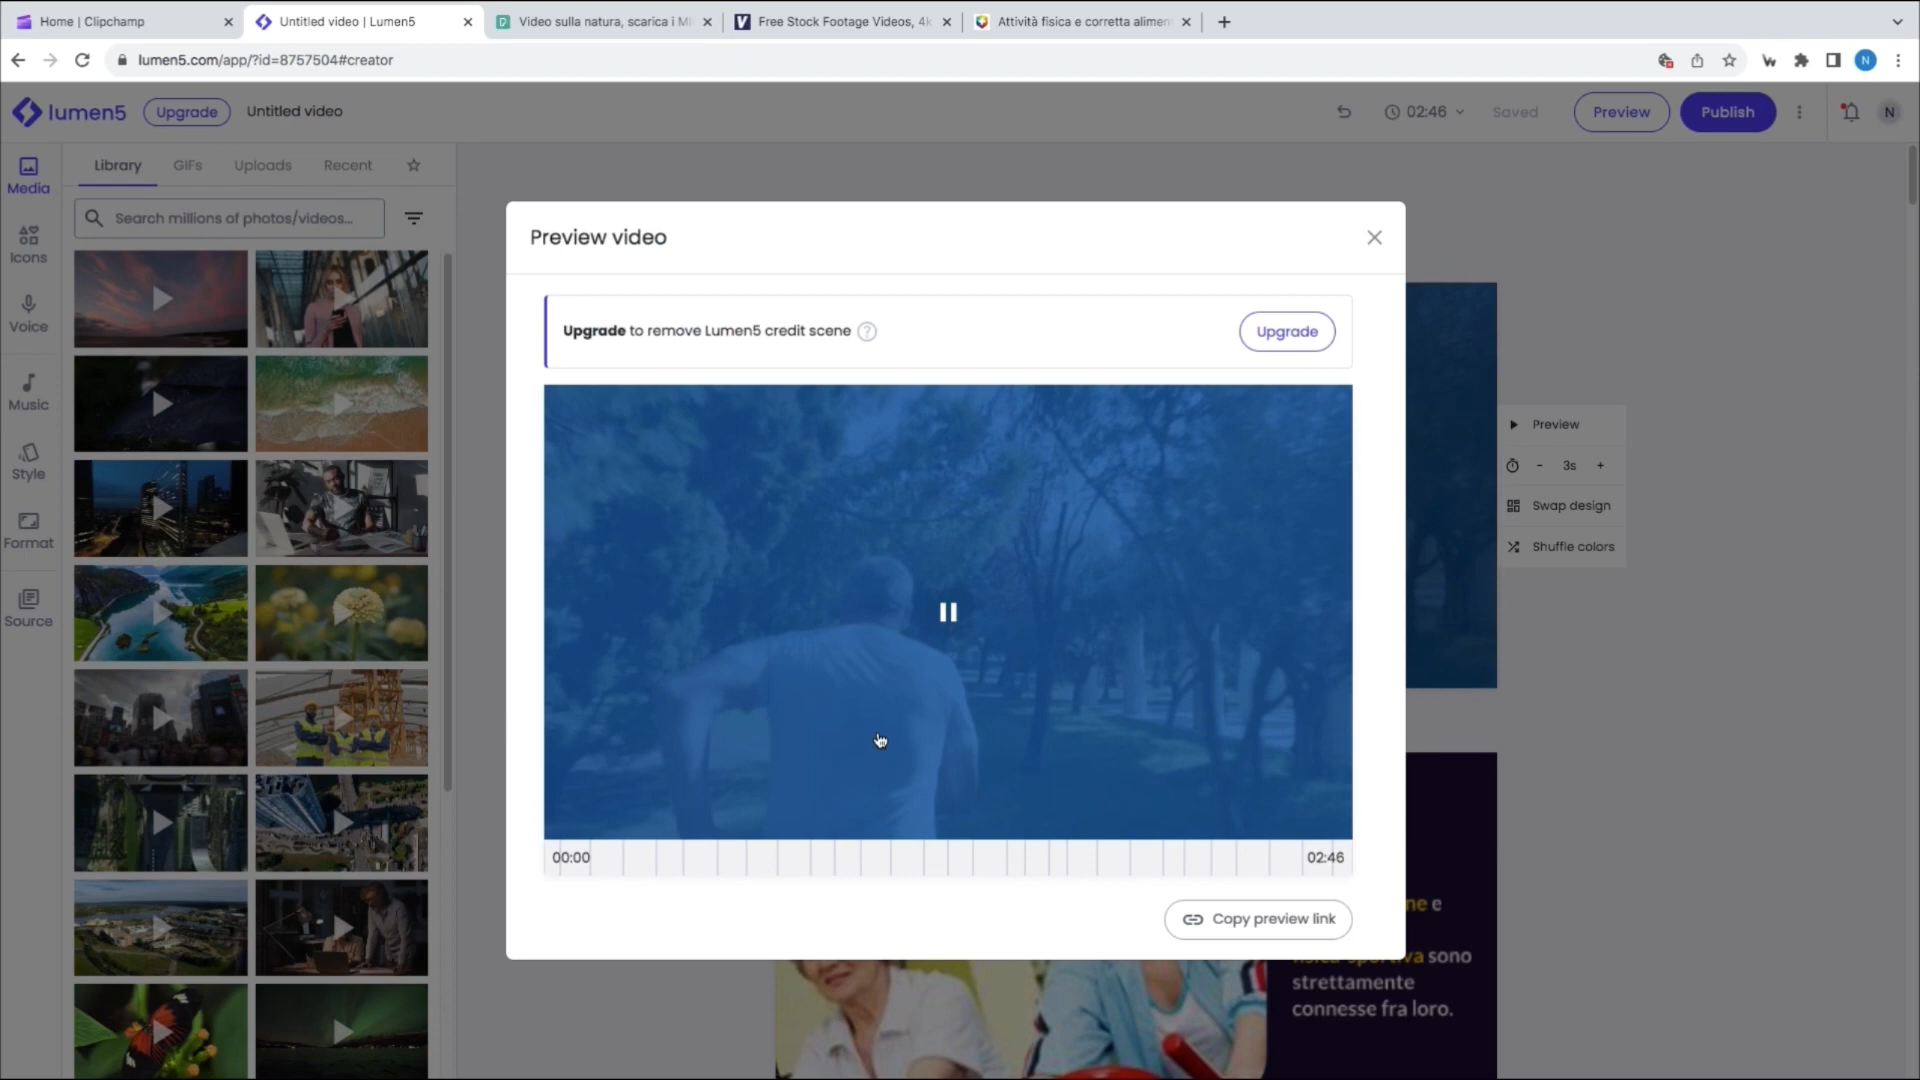 Home | Clipchamp
Untitled video | Lumen5
Video sulla natura, scarica i Mi
Free Stock Footage Videos, 4k
Attività fisica e corretta alimen
lumen5.com/app/?id=8757504#creator
N
lumen5
Upgrade
Untitled video
02:46
Saved
Preview
Publish
N
Media
Icons
Voice
Music
Style
Format
Source
Library
GIFs
Uploads
Recent
Search millions of photos/videos...
Preview video
Upgrade to remove Lumen5 credit scene
?
Upgrade
00:00
02:46
Copy preview link
Preview
- 3s +
Swap design
Shuffle colors
ne e
fisica-sportiva sono
strettamente
connesse fra loro.